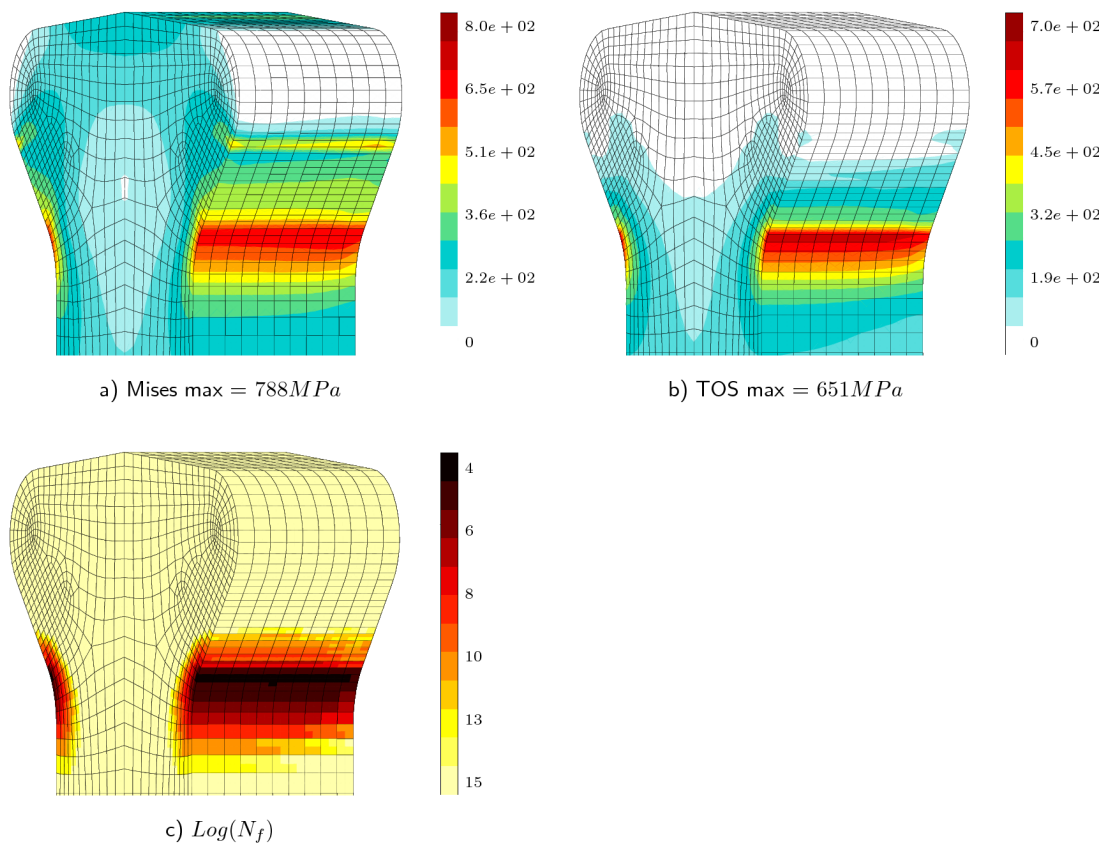 8.0e + 02
6.5e + 02
5.1e + 02
3.6e + 02
2.2e + 02
0
a) Mises max = 788MPa
7.0e + 02
5.7e + 02
4.5e + 02
3.2e + 02
1.9e + 02
0
b) TOS max = 651MPa
4
6
8
10
13
15
c) Log(N_f)